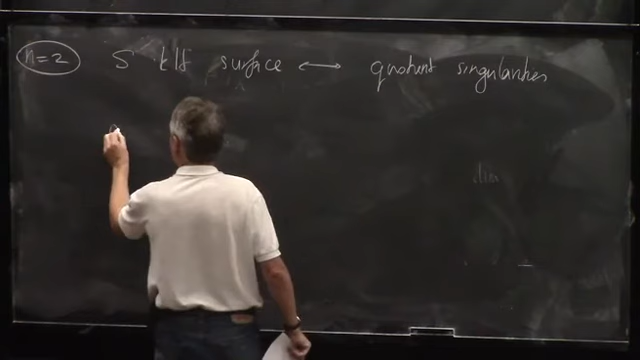 n=2 S klt surface ⟷ quotient singularities
dim